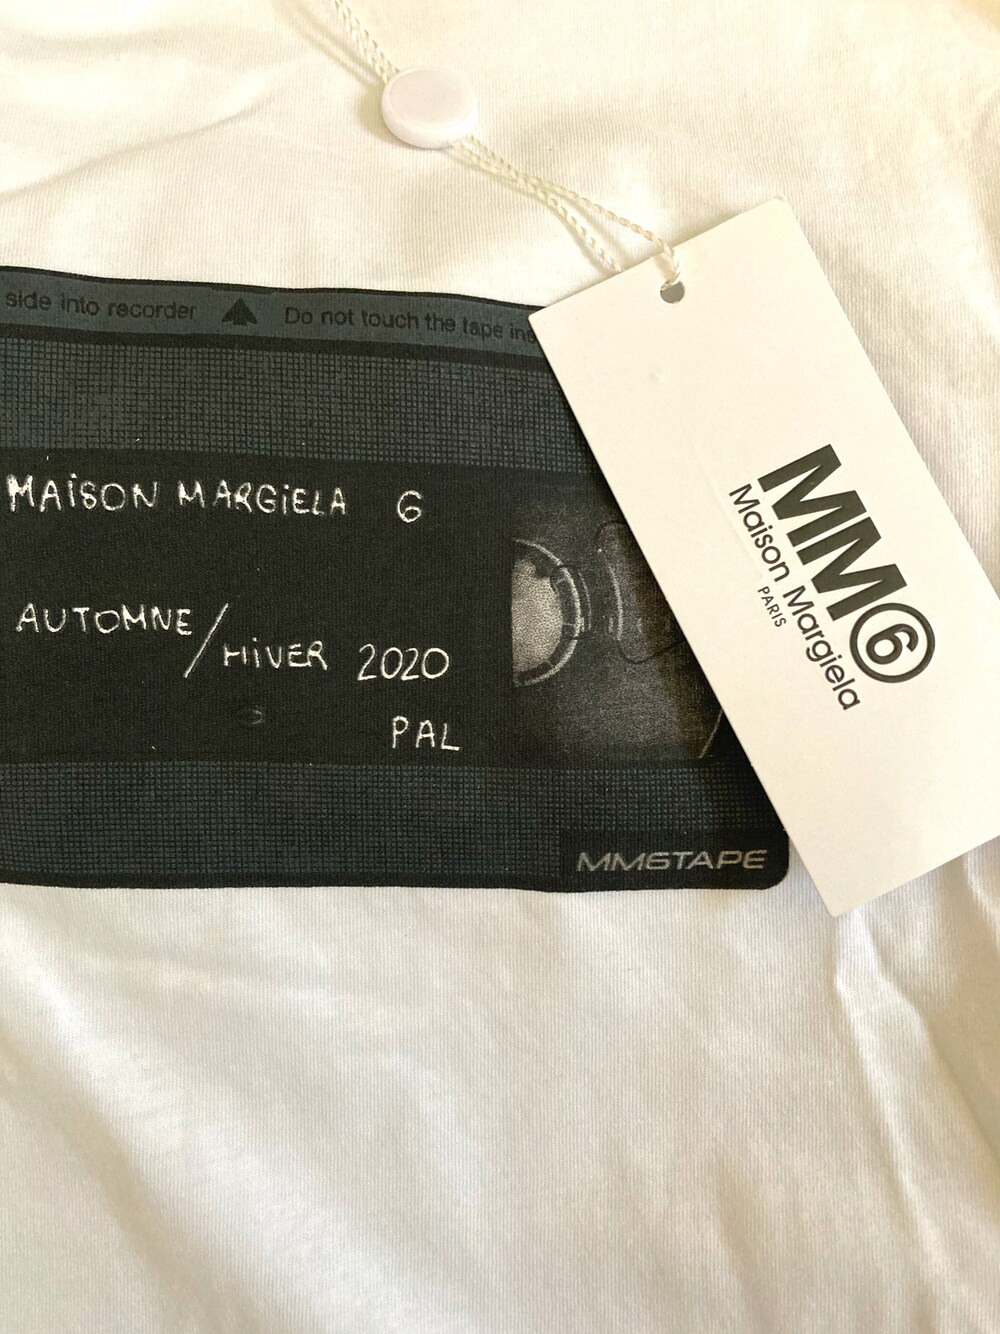 side into recorder ▲ Do not touch the tape
MAiSON MARGiELA 6
AUTOMNE/HiVER 2020
PAL
MM6TAPE
MM6
Maison Margiela
PARIS